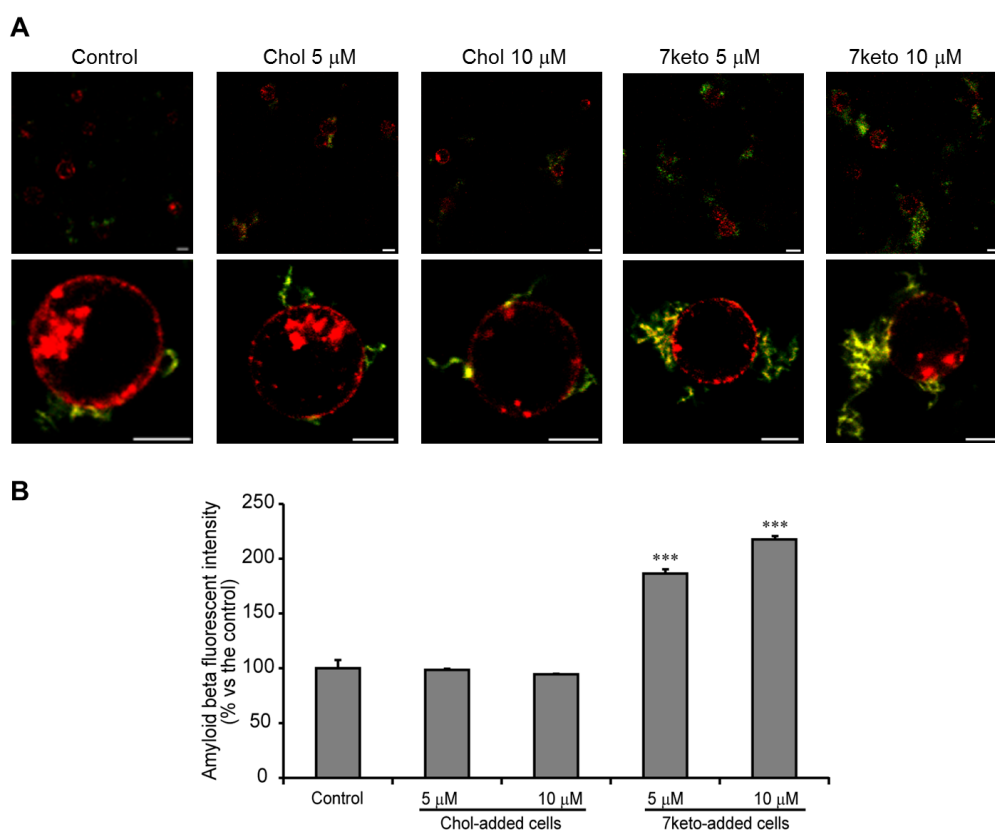 A
Control Chol 5 μM Chol 10 μM 7keto 5 μM 7keto 10 μM
B
Amyloid beta fluorescent intensity
(% vs the control)
250
200
150
100
50
0
***
***
Control 5 μM 10 μM 5 μM 10 μM
Chol-added cells 7keto-added cells